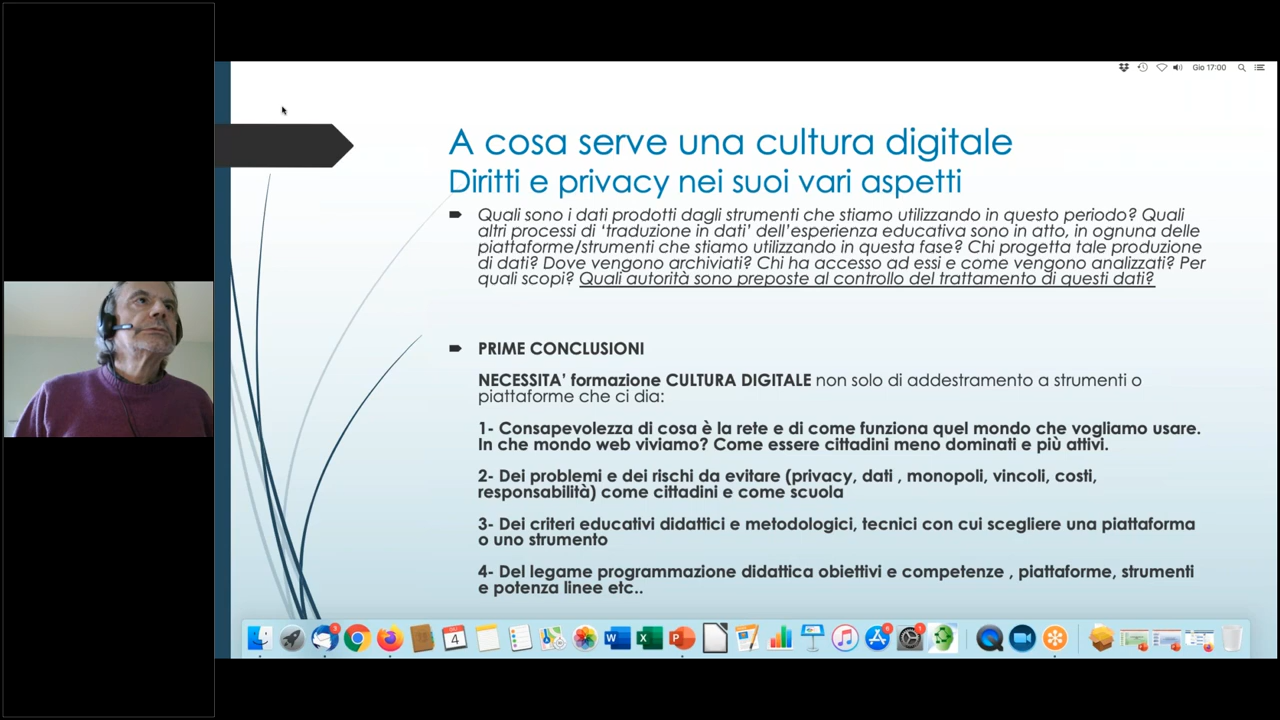 Gio 17:00
A cosa serve una cultura digitale
Diritti e privacy nei suoi vari aspetti
Quali sono i dati prodotti dagli strumenti che stiamo utilizzando in questo periodo? Quali
altri processi di ‘traduzione in dati’ dell’esperienza educativa sono in atto, in ognuna delle
piattaforme/strumenti che stiamo utilizzando in questa fase? Chi progetta tale produzione
di dati? Dove vengono archiviati? Chi ha accesso ad essi e come vengono analizzati? Per
quali scopi? Quali autorità sono preposte al controllo del trattamento di questi dati?
PRIME CONCLUSIONI
NECESSITA’ formazione CULTURA DIGITALE non solo di addestramento a strumenti o
piattaforme che ci dia:
1- Consapevolezza di cosa è la rete e di come funziona quel mondo che vogliamo usare.
In che mondo web viviamo? Come essere cittadini meno dominati e più attivi.
2- Dei problemi e dei rischi da evitare (privacy, dati , monopoli, vincoli, costi,
responsabilità) come cittadini e come scuola
3- Dei criteri educativi didattici e metodologici, tecnici con cui scegliere una piattaforma
o uno strumento
4- Del legame programmazione didattica obiettivi e competenze , piattaforme, strumenti
e potenza linee etc..
4